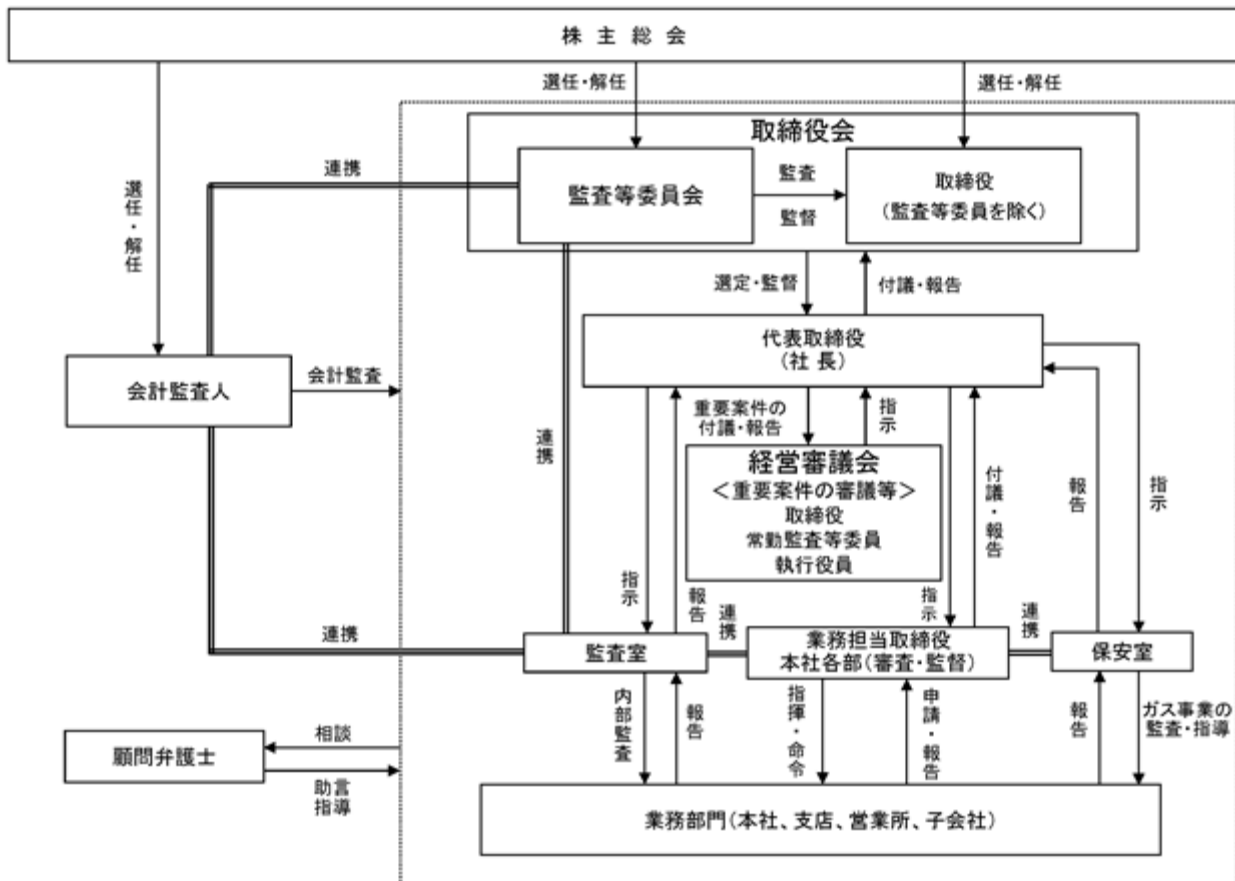 株主総会
選任・解任
選任・解任
選任・解任
取締役会
監査等委員会
監査
監督
取締役
(監査等委員を除く)
連携
選定・監督
付議・報告
代表取締役
(社長)
会計監査人
会計監査
重要案件の
付議・報告
指示
連携
経営審議会
<重要案件の審議等>
取締役
常勤監査等委員
執行役員
付議・報告
報告
指示
指示
報告
連携
指示
連携
連携
監査室
業務担当取締役
本社各部(審査・監督)
保安室
内部監査
報告
指揮・命令
申請・報告
報告
ガス事業の
監査・指導
相談
顧問弁護士
助言
指導
業務部門(本社、支店、営業所、子会社)